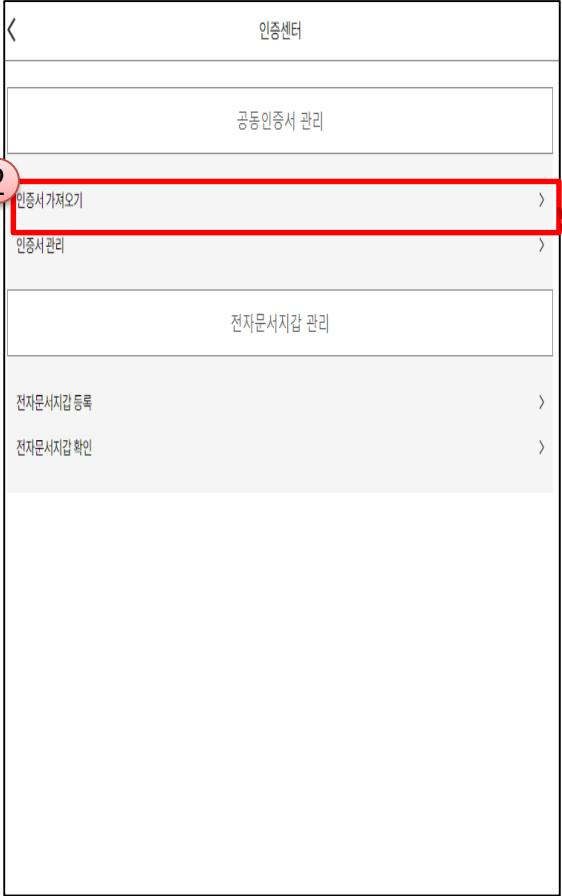 인증센터
공동인증서 관리
2
인증서 가져오기
인증서 관리
전자문서지갑 관리
전자문서지갑 등록
전자문서지갑 확인